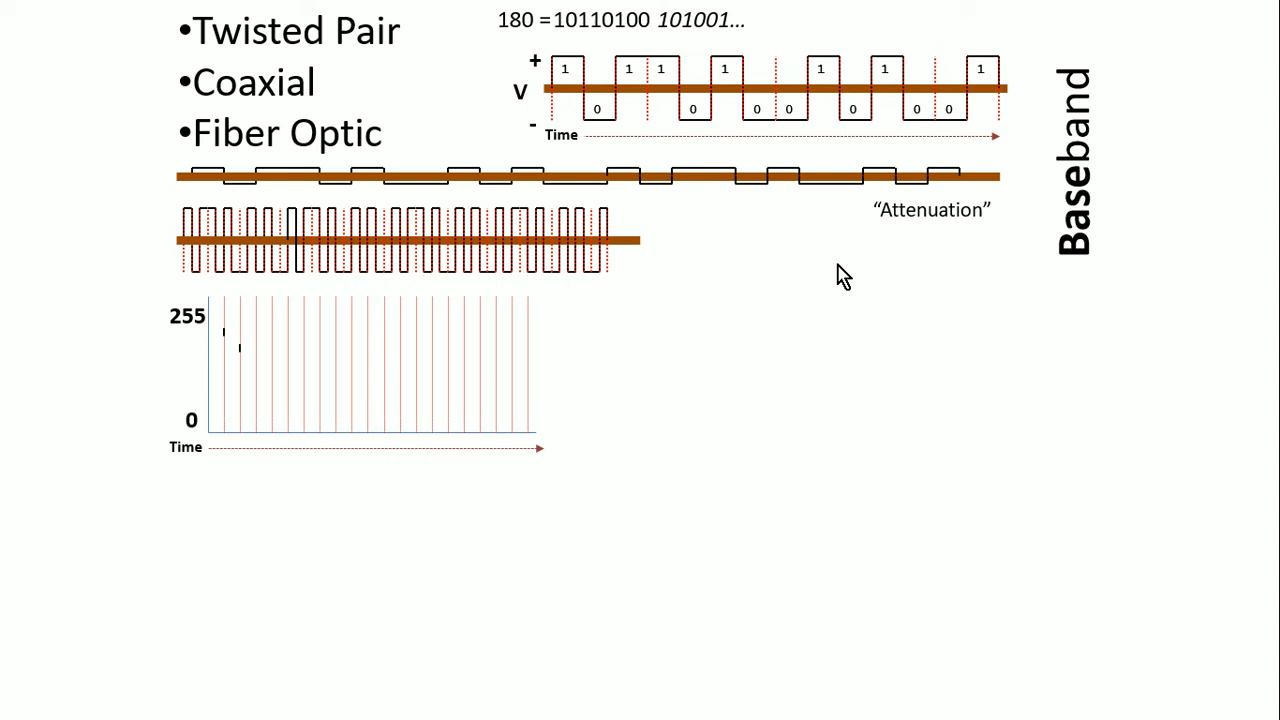 •Twisted Pair
•Coaxial
•Fiber Optic
180 =10110100 101001...
+
V
-
1 0 1 1 0 1 0 0 1 0 1 0 0 1
Time
Baseband
“Attenuation”
255
0
Time